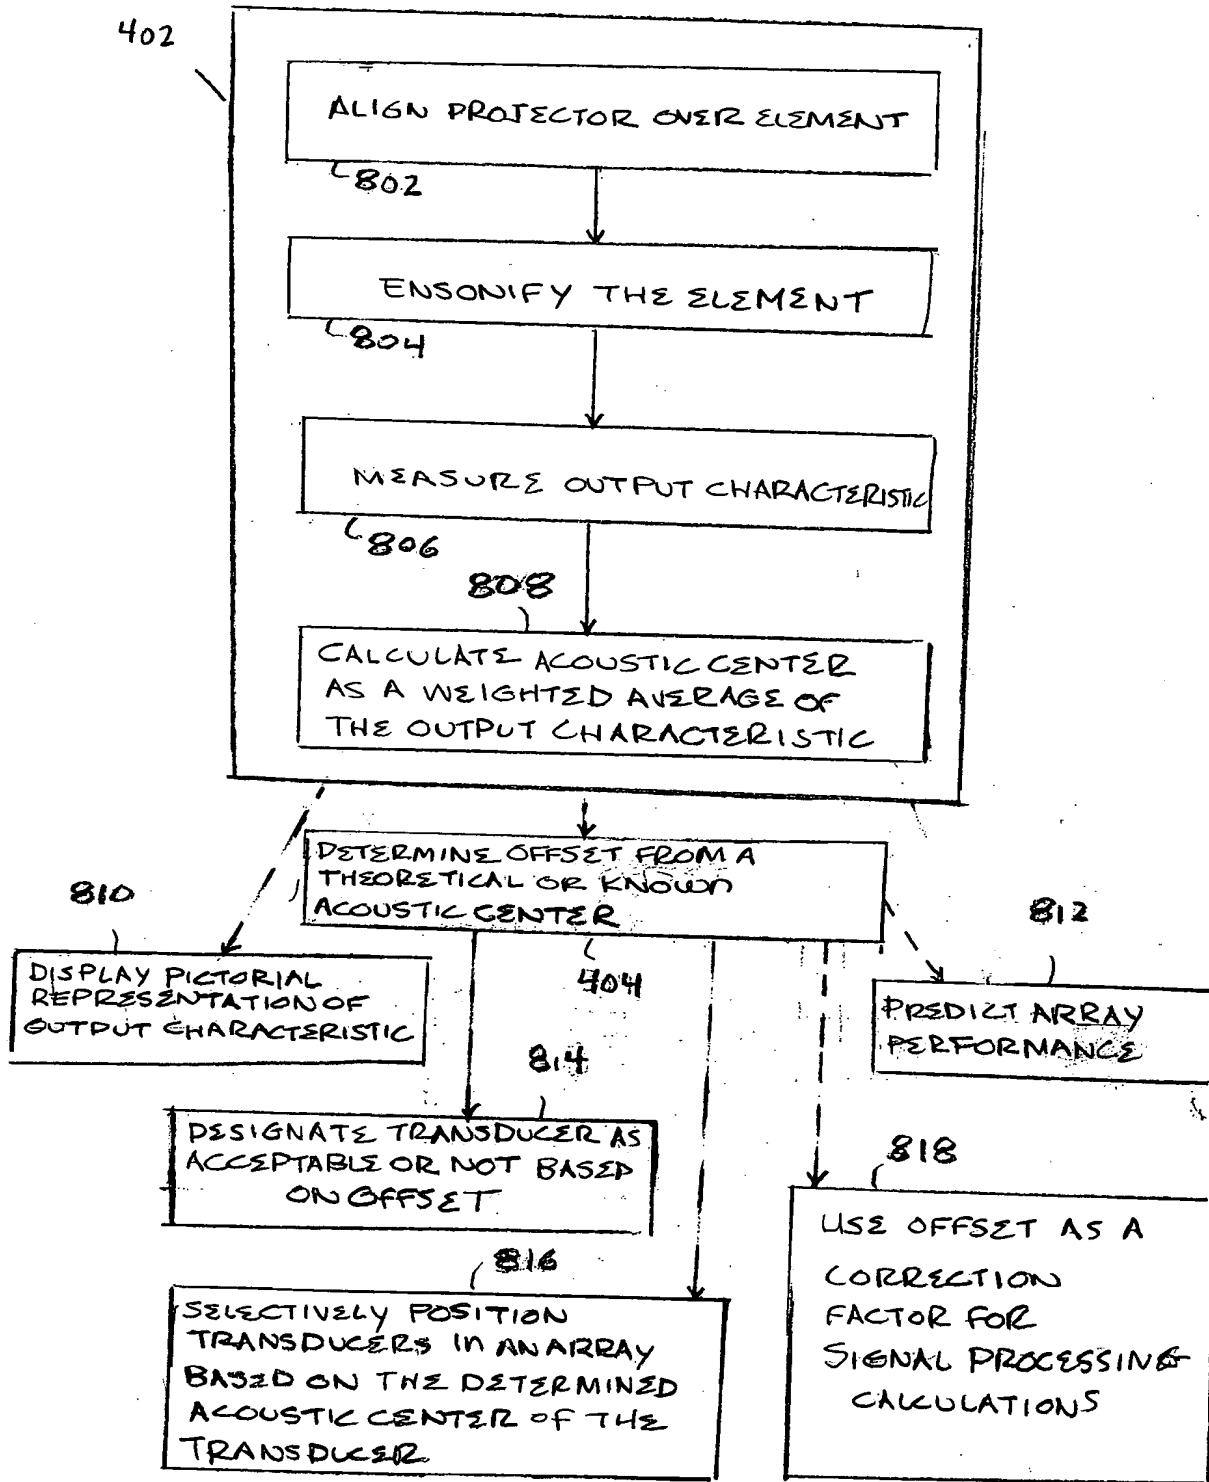 402
ALIGN PROJECTOR OVER ELEMENT
802
ENSONIFY THE ELEMENT
804
MEASURE OUTPUT CHARACTERISTIC
806
808
CALCULATE ACOUSTIC CENTER
AS A WEIGHTED AVERAGE OF
THE OUTPUT CHARACTERISTIC
DETERMINE OFFSET FROM A
THEORETICAL OR KNOWN
ACOUSTIC CENTER
404
810
DISPLAY PICTORIAL
REPRESENTATION OF
OUTPUT CHARACTERISTIC
812
PREDICT ARRAY
PERFORMANCE
814
DESIGNATE TRANSDUCER AS
ACCEPTABLE OR NOT BASED
ON OFFSET
816
SELECTIVELY POSITION
TRANSDUCERS IN AN ARRAY
BASED ON THE DETERMINED
ACOUSTIC CENTER OF THE
TRANSDUCER
818
USE OFFSET AS A
CORRECTION
FACTOR FOR
SIGNAL PROCESSING
CALCULATIONS